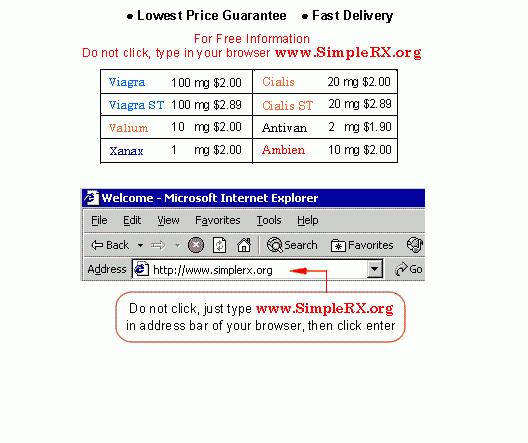 • Lowest Price Guarantee • Fast Delivery
For Free Information
Do not click, type in your browser www.SimpleRX.org
Viagra 100 mg $2.00 Cialis 20 mg $2.00
Viagra ST 100 mg $2.89 Cialis ST 20 mg $2.89
Valium 10 mg $2.00 Antivan 2 mg $1.90
Xanax 1 mg $2.00 Ambien 10 mg $2.00
Welcome - Microsoft Internet Explorer
File Edit View Favorites Tools Help
Back Search Favorites
Address http://www.simplerx.org Go
Do not click, just type www.SimpleRX.org
in address bar of your browser, then click enter